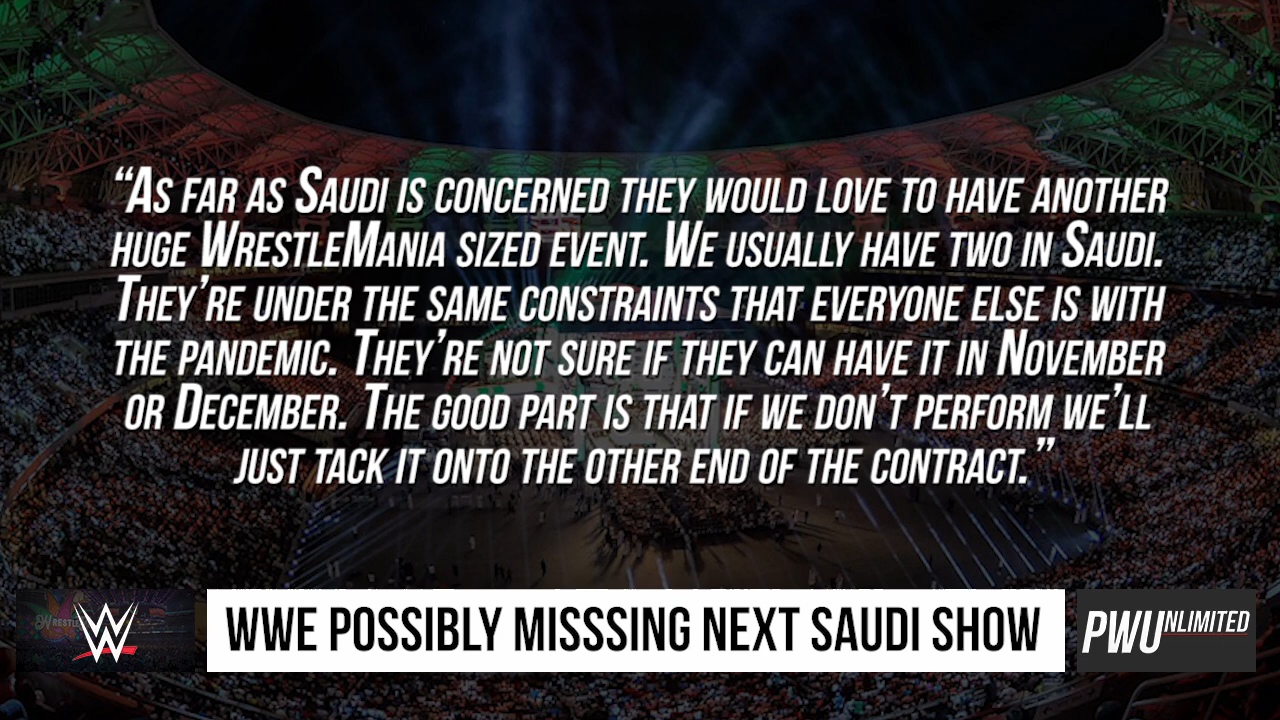 “As far as Saudi is concerned they would love to have another
huge WrestleMania sized event. We usually have two in Saudi.
They’re under the same constraints that everyone else is with
the pandemic. They’re not sure if they can have it in November
or December. The good part is that if we don’t perform we’ll
just tack it onto the other end of the contract.”
WRESTLE
W
WWE POSSIBLY MISSSING NEXT SAUDI SHOW
PWUNLIMITED